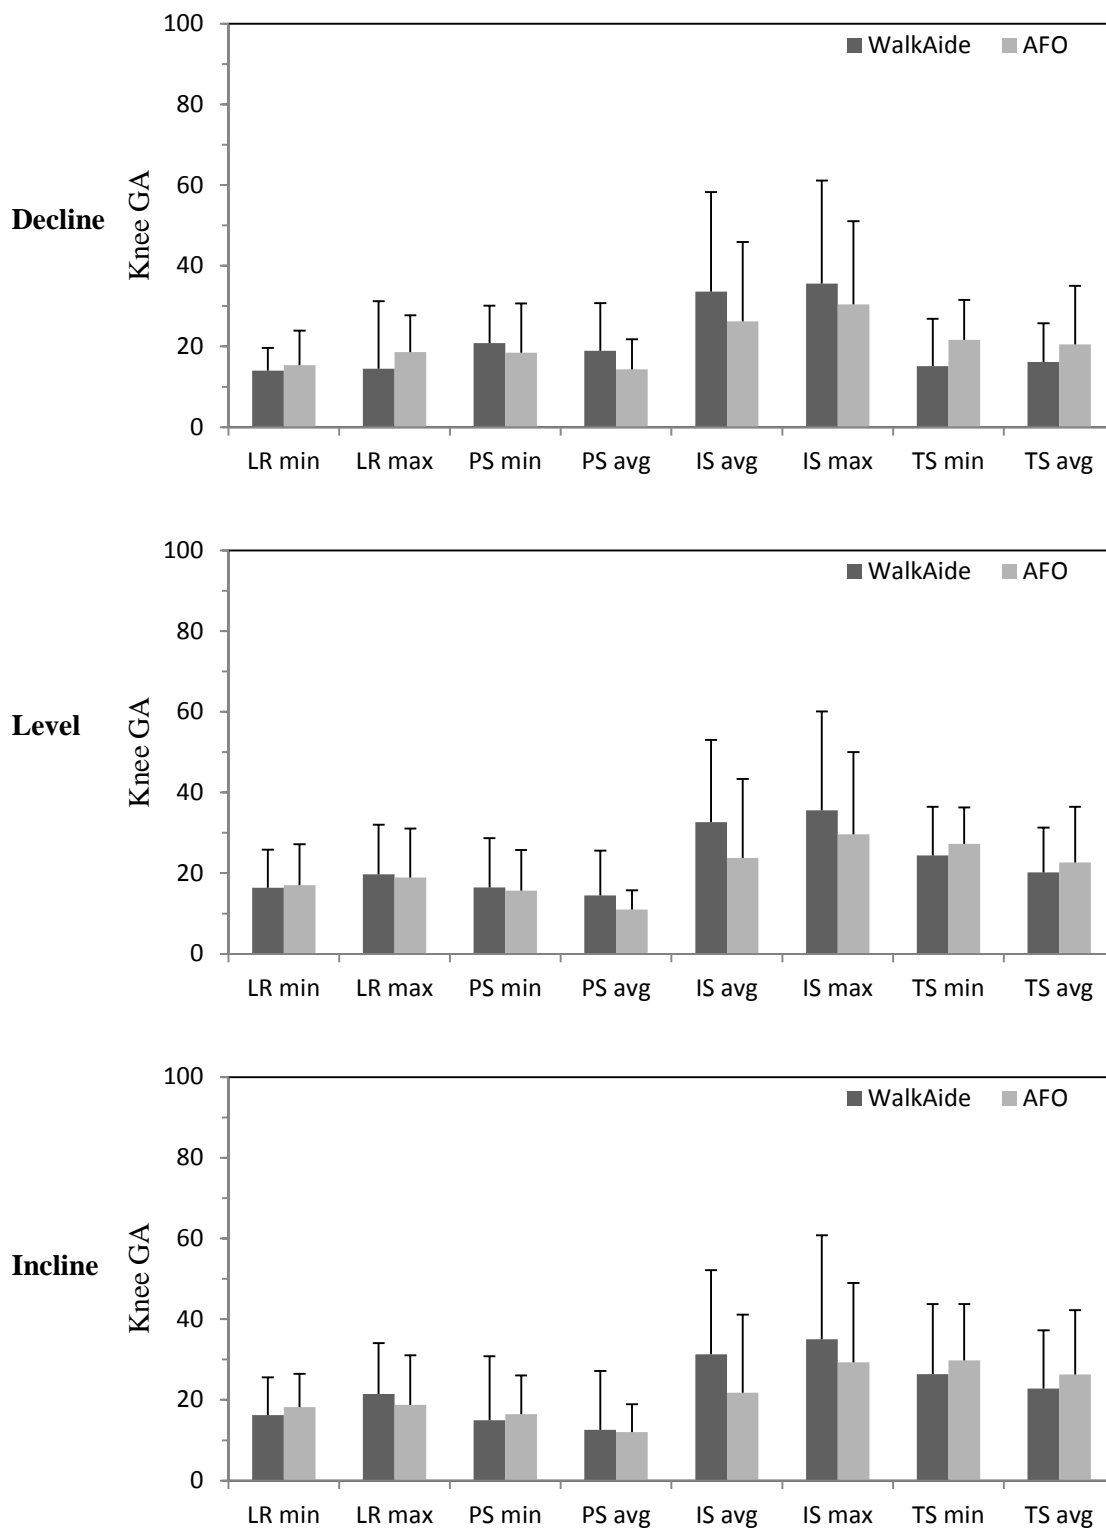 100
WalkAide AFO
80
60
Decline
Knee GA
40
20
0
LR min LR max PS min PS avg IS avg IS max TS min TS avg
100
WalkAide AFO
80
60
Level
Knee GA
40
20
0
LR min LR max PS min PS avg IS avg IS max TS min TS avg
100
WalkAide AFO
80
60
Incline
Knee GA
40
20
0
LR min LR max PS min PS avg IS avg IS max TS min TS avg